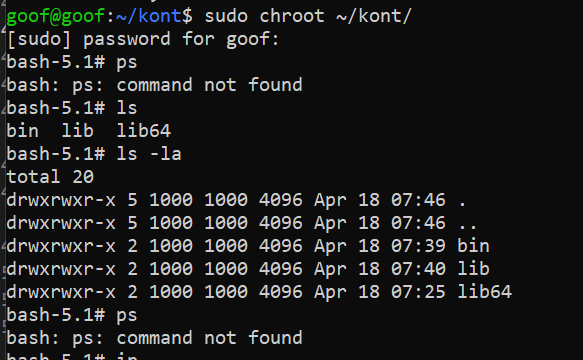 goof@goof:~/kont$ sudo chroot ~/kont/
[sudo] password for goof:
bash-5.1# ps
bash: ps: command not found
bash-5.1# ls
bin  lib  lib64
bash-5.1# ls -la
total 20
drwxrwxr-x 5 1000 1000 4096 Apr 18 07:46 .
drwxrwxr-x 5 1000 1000 4096 Apr 18 07:46 ..
drwxrwxr-x 2 1000 1000 4096 Apr 18 07:39 bin
drwxrwxr-x 2 1000 1000 4096 Apr 18 07:40 lib
drwxrwxr-x 2 1000 1000 4096 Apr 18 07:25 lib64
bash-5.1# ps
bash: ps: command not found
bash-5.1#